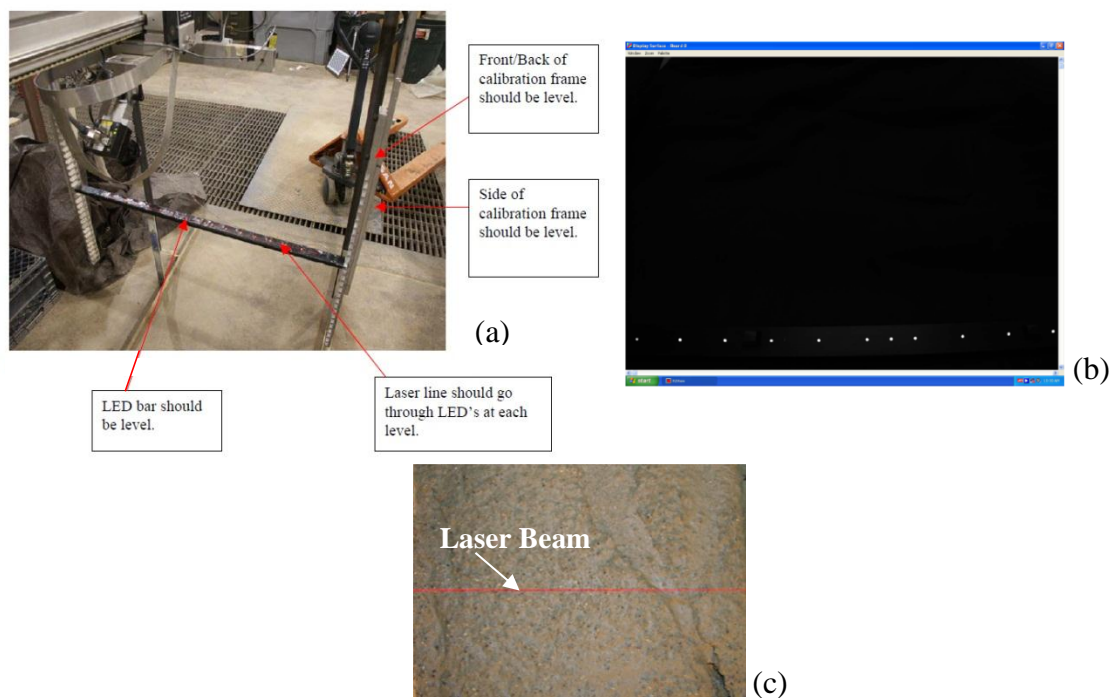 Front/Back of
calibration frame
should be level.
Side of
calibration frame
should be level.
(a)
LED bar should
be level.
Laser line should go
through LED's at each
level.
start
(b)
Laser Beam
(c)